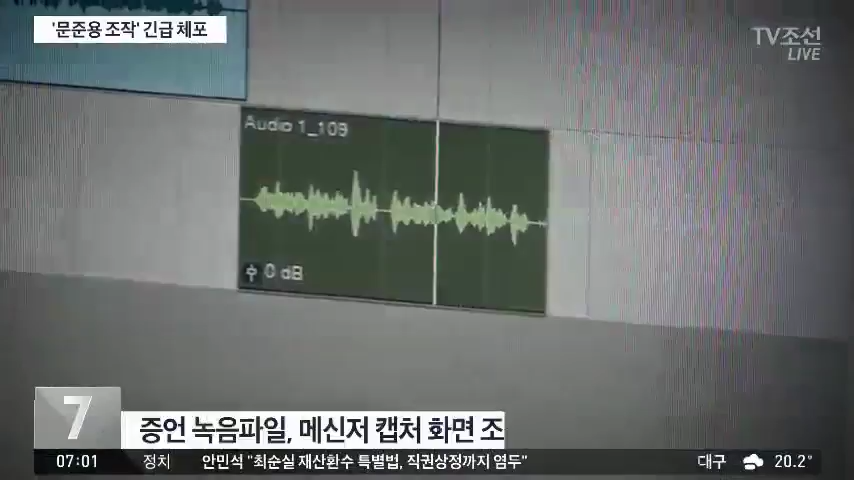 '문준용 조작' 긴급 체포
TV조선
LIVE
Audio 1_109
0 dB
7
증언 녹음파일, 메신저 캡처 화면 조
07:01 정치 안민석 "최순실 재산환수 특별법, 직권상정까지 염두" 대구 20.2°